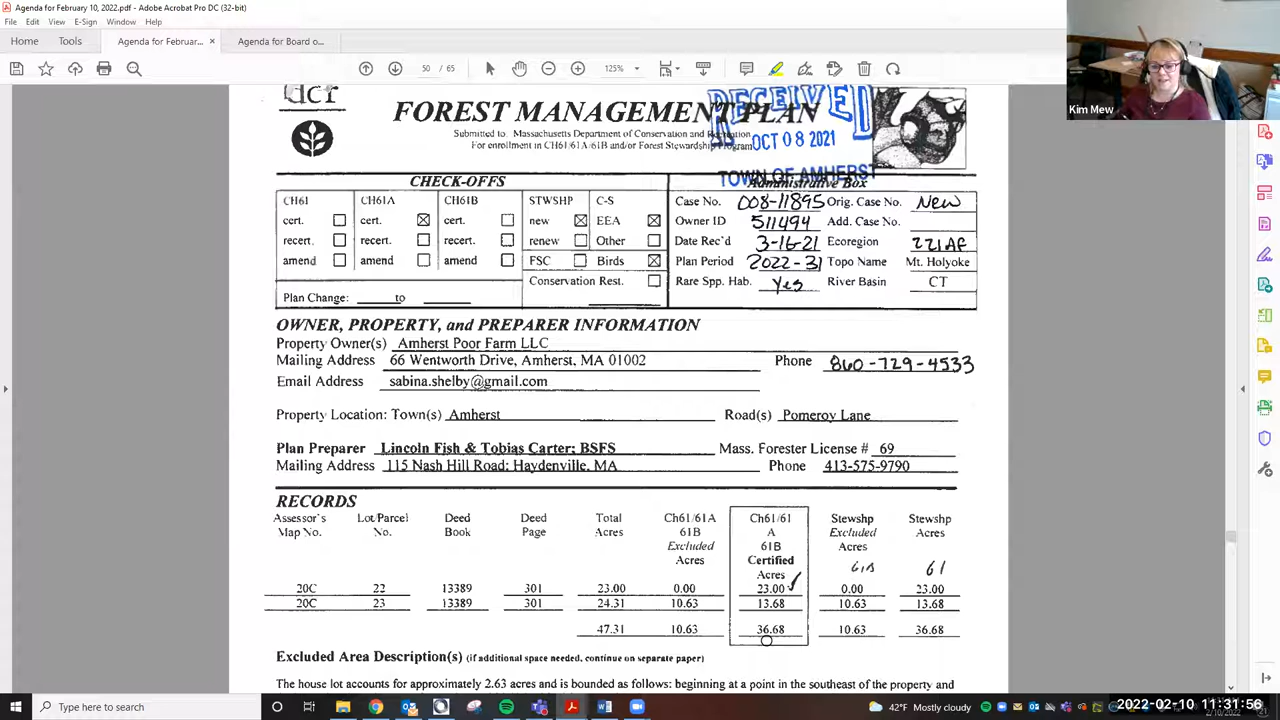 Agenda for February 10, 2022.pdf - Adobe Acrobat Pro DC (32-bit)
File Edit View E-Sign Window Help
Home Tools Agenda for Februar... × Agenda for Board o...
50 / 65 125%
Kim Mew
dcr
FOREST MANAGEMENT PLAN
RECEIVED
Submitted to: Massachusetts Department of Conservation and Recreation
For enrollment in CH61/61A/61B and/or Forest Stewardship Program
OCT 08 2021
TOWN OF AMHERST
CHECK-OFFS
Administrative Box
CH61 CH61A CH61B STWSHP C-S
Case No. 008-11895 Orig. Case No. New
cert. cert. cert. new EEA
Owner ID 511494 Add. Case No.
recert. recert. recert. renew Other
Date Rec'd 3-16-21 Ecoregion 221Af
amend amend amend FSC Birds
Plan Period 2022-31 Topo Name Mt. Holyoke
Conservation Rest.
Rare Spp. Hab. Yes River Basin CT
Plan Change: to
OWNER, PROPERTY, and PREPARER INFORMATION
Property Owner(s) Amherst Poor Farm LLC
Mailing Address 66 Wentworth Drive, Amherst, MA 01002 Phone 860-729-4533
Email Address sabina.shelby@gmail.com
Property Location: Town(s) Amherst Road(s) Pomeroy Lane
Plan Preparer Lincoln Fish & Tobias Carter; BSFS Mass. Forester License # 69
Mailing Address 115 Nash Hill Road; Haydenville, MA Phone 413-575-9790
RECORDS
Assessor's Lot/Parcel Deed Deed Total Ch61/61A Ch61/61 Stewshp Stewshp
Map No. No. Book Page Acres 61B A Excluded Acres
Excluded 61B Acres
Acres Certified
Acres 61A 61
20C 22 13389 301 23.00 0.00 23.00 0.00 23.00
20C 23 13389 301 24.31 10.63 13.68 10.63 13.68
47.31 10.63 36.68 10.63 36.68
Excluded Area Description(s) (if additional space needed, continue on separate paper)
The house lot accounts for approximately 2.63 acres and is bounded as follows: beginning at a point in the southeast of the property and
Type here to search
42°F Mostly cloudy
2022-02-10 11:31:56